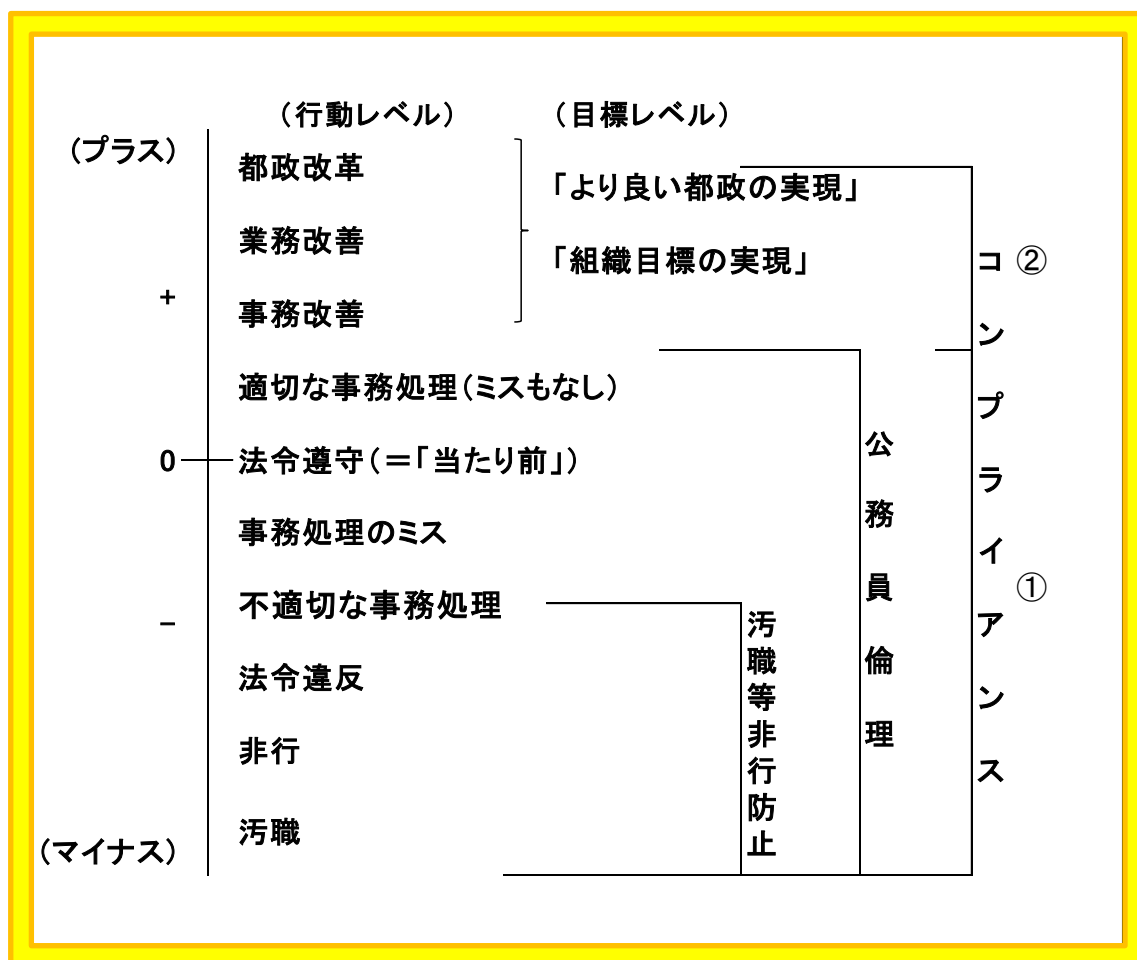 (行動レベル) (目標レベル)
(プラス)
都政改革
「より良い都政の実現」
業務改善
「組織目標の実現」
+
事務改善
適切な事務処理(ミスもなし)
0
法令遵守(=「当たり前」)
事務処理のミス
不適切な事務処理
−
法令違反
非行
汚職
(マイナス)
汚職等非行防止
公務員倫理
コンプライアンス
②
①